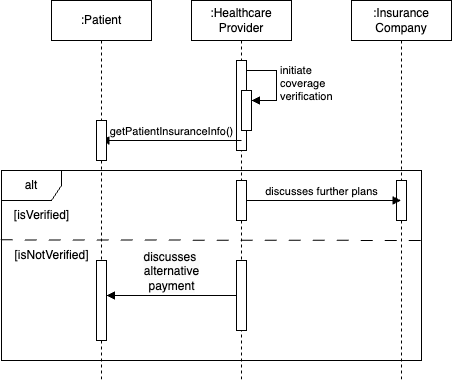 :Patient
:Healthcare
Provider
:Insurance
Company
initiate
coverage
verification
getPatientInsuranceInfo()
alt
discusses further plans
[isVerified]
[isNotVerified]
discusses
alternative
payment